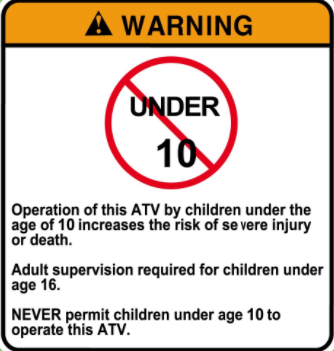 WARNING
UNDER
10
Operation of this ATV by children under the
age of 10 increases the risk of severe injury
or death.
Adult supervision required for children under
age 16.
NEVER permit children under age 10 to
operate this ATV.